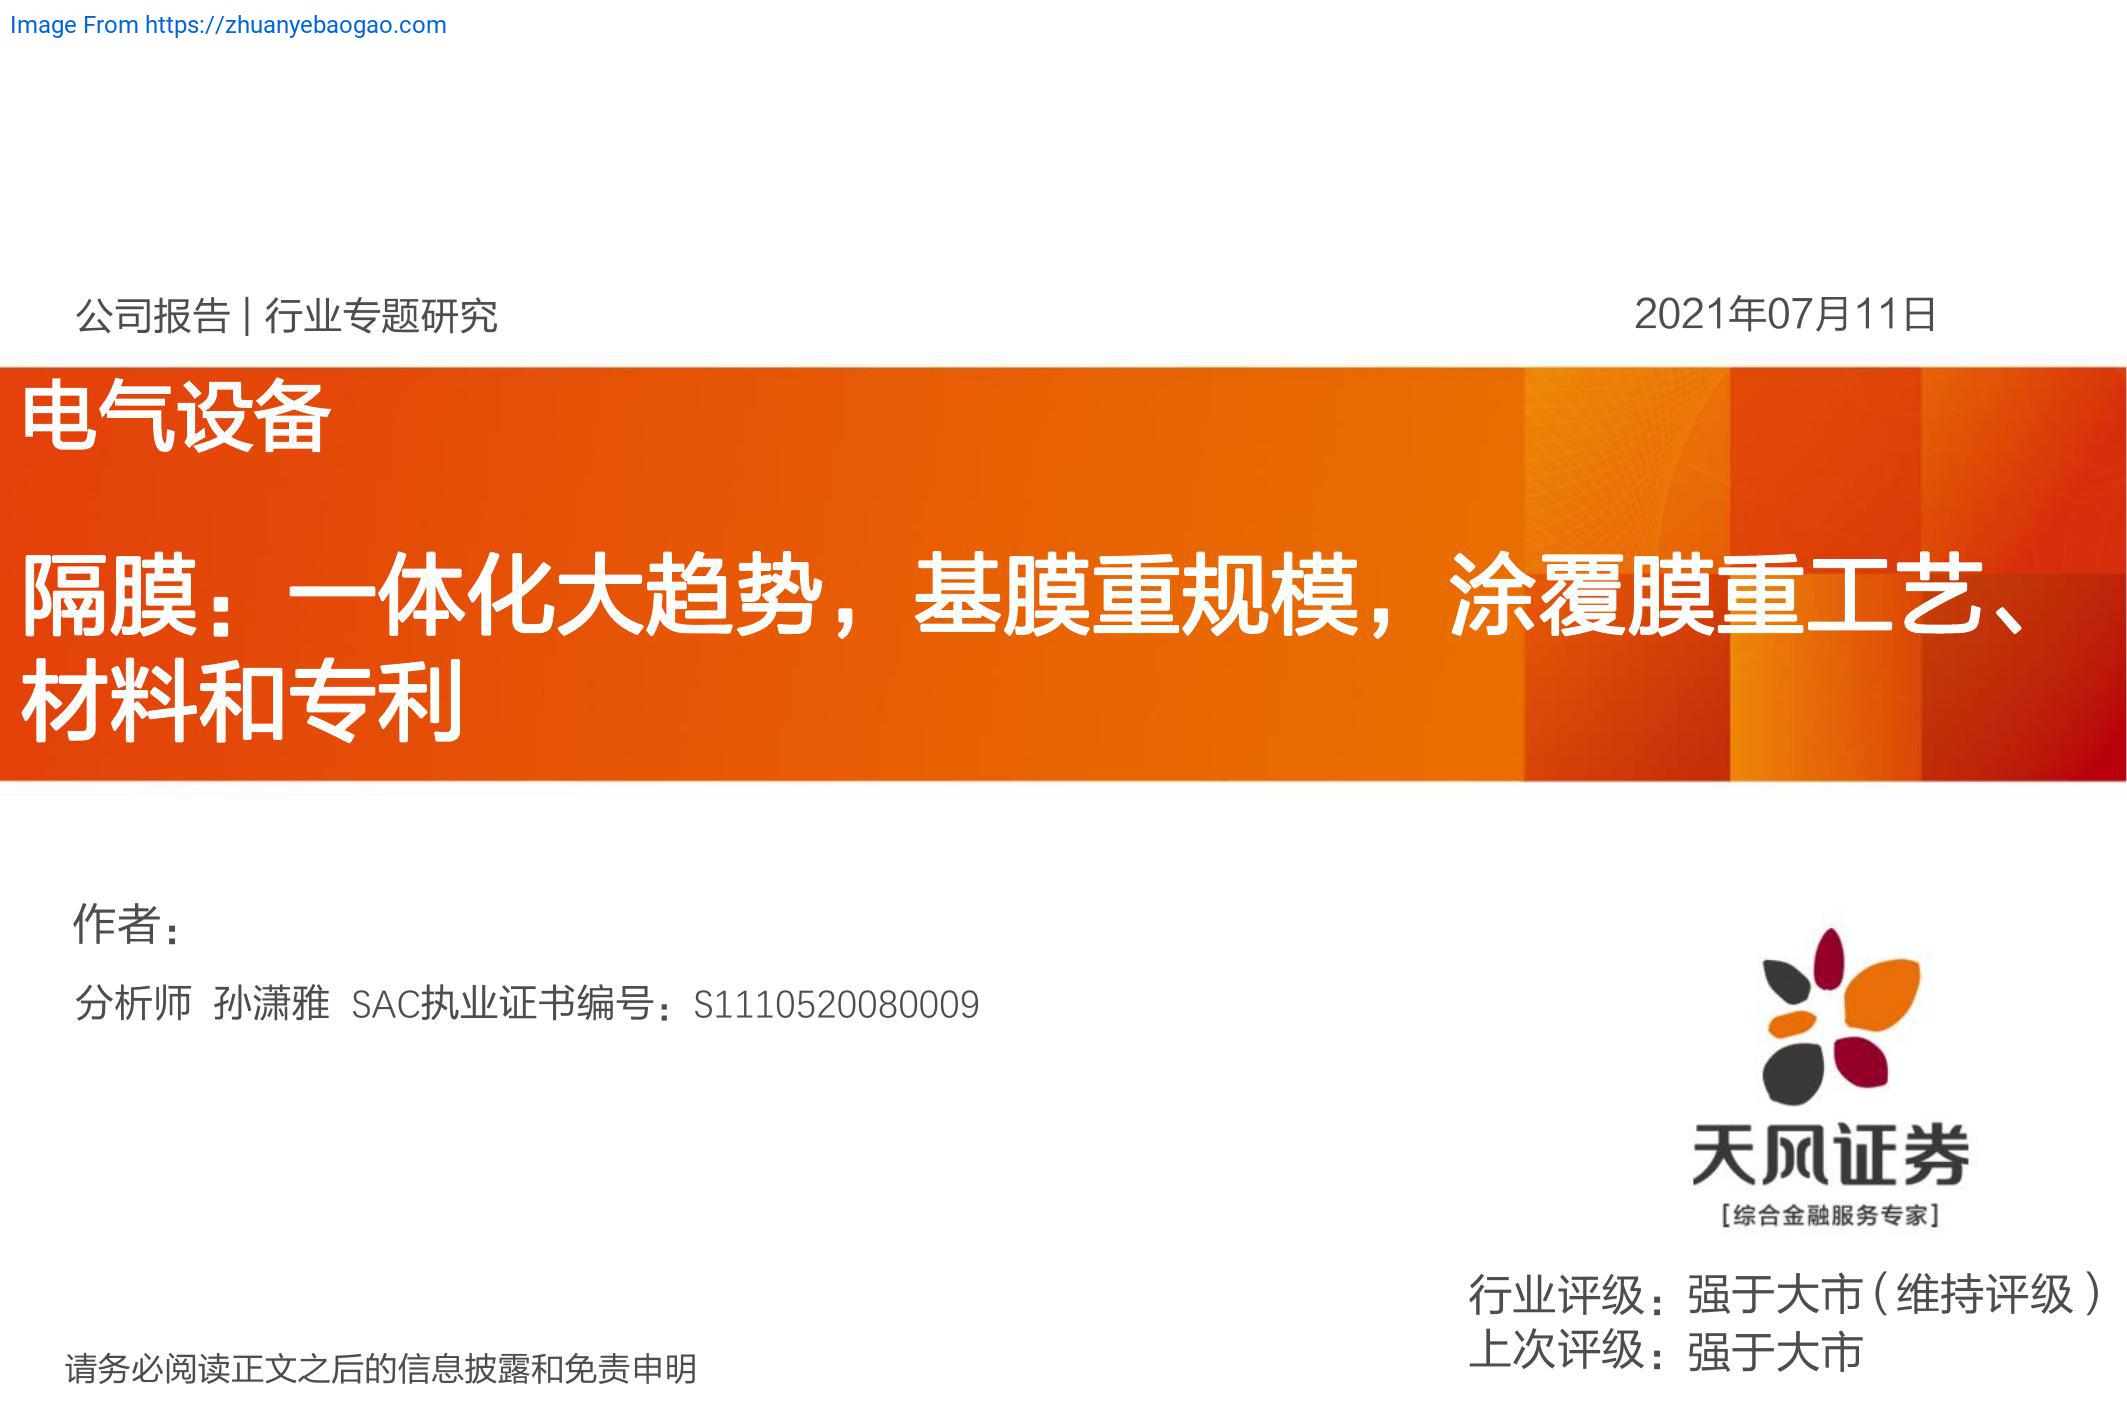 Image From https://zhuanyebaogao.com
公司报告 | 行业专题研究
2021年07月11日
电气设备
隔膜：一体化大趋势，基膜重规模，涂覆膜重工艺、
材料和专利
作者：
分析师 孙潇雅 SAC执业证书编号：S1110520080009
天风证券
[综合金融服务专家]
行业评级：强于大市（维持评级）
上次评级：强于大市
请务必阅读正文之后的信息披露和免责申明